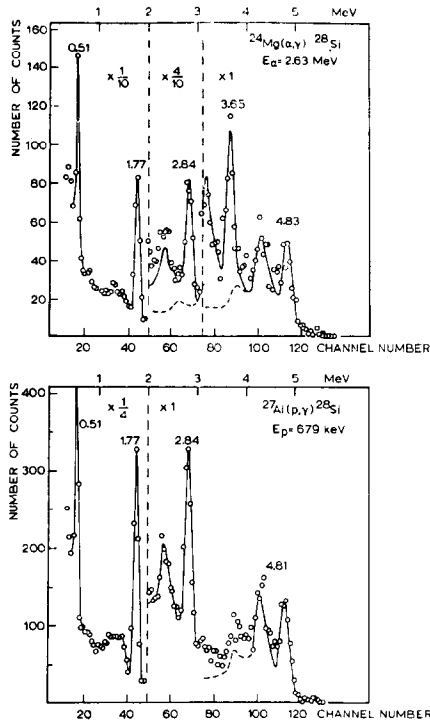 1 2 3 4 5 MeV
NUMBER OF COUNTS
160
140
120
100
80
60
40
20
0.51
× 1/10
× 4/10
× 1
²⁴Mg(α,γ) ²⁸Si
Eα = 2.63 MeV
3.65
1.77
2.84
4.83
20 40 60 80 100 120 CHANNEL NUMBER
1 2 3 4 5 MeV
NUMBER OF COUNTS
400
300
200
100
0.51
× 1/4
× 1
²⁷Al(p,γ)²⁸Si
Ep = 679 keV
1.77
2.84
4.81
20 40 60 80 100 120 CHANNEL NUMBER